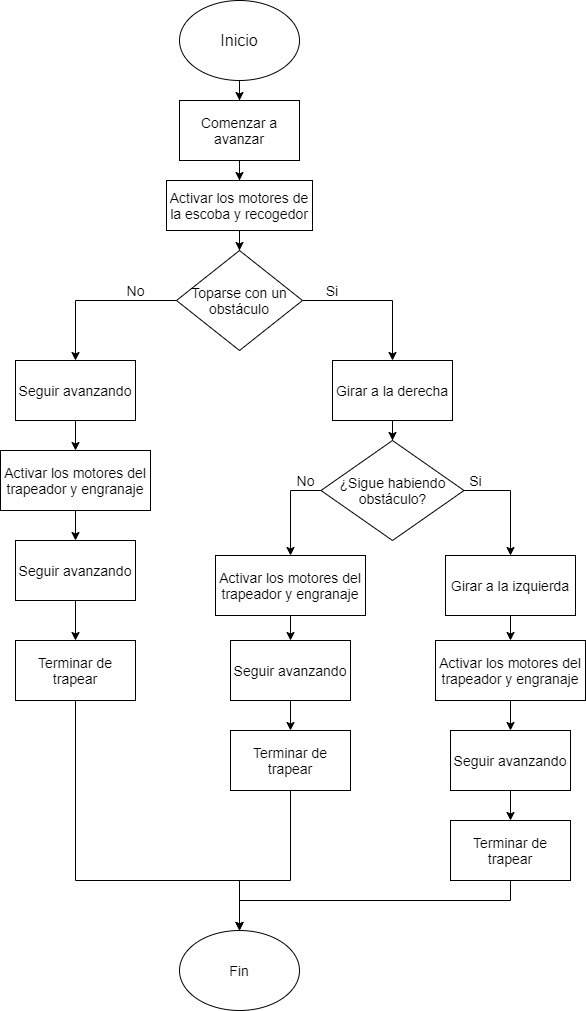 Inicio
Comenzar a
avanzar
Activar los motores de
la escoba y recogedor
Toparse con un
obstáculo
No
Si
Seguir avanzando
Activar los motores del
trapeador y engranaje
Seguir avanzando
Terminar de
trapear
Girar a la derecha
¿Sigue habiendo
obstáculo?
No
Si
Activar los motores del
trapeador y engranaje
Seguir avanzando
Terminar de
trapear
Girar a la izquierda
Activar los motores del
trapeador y engranaje
Seguir avanzando
Terminar de
trapear
Fin